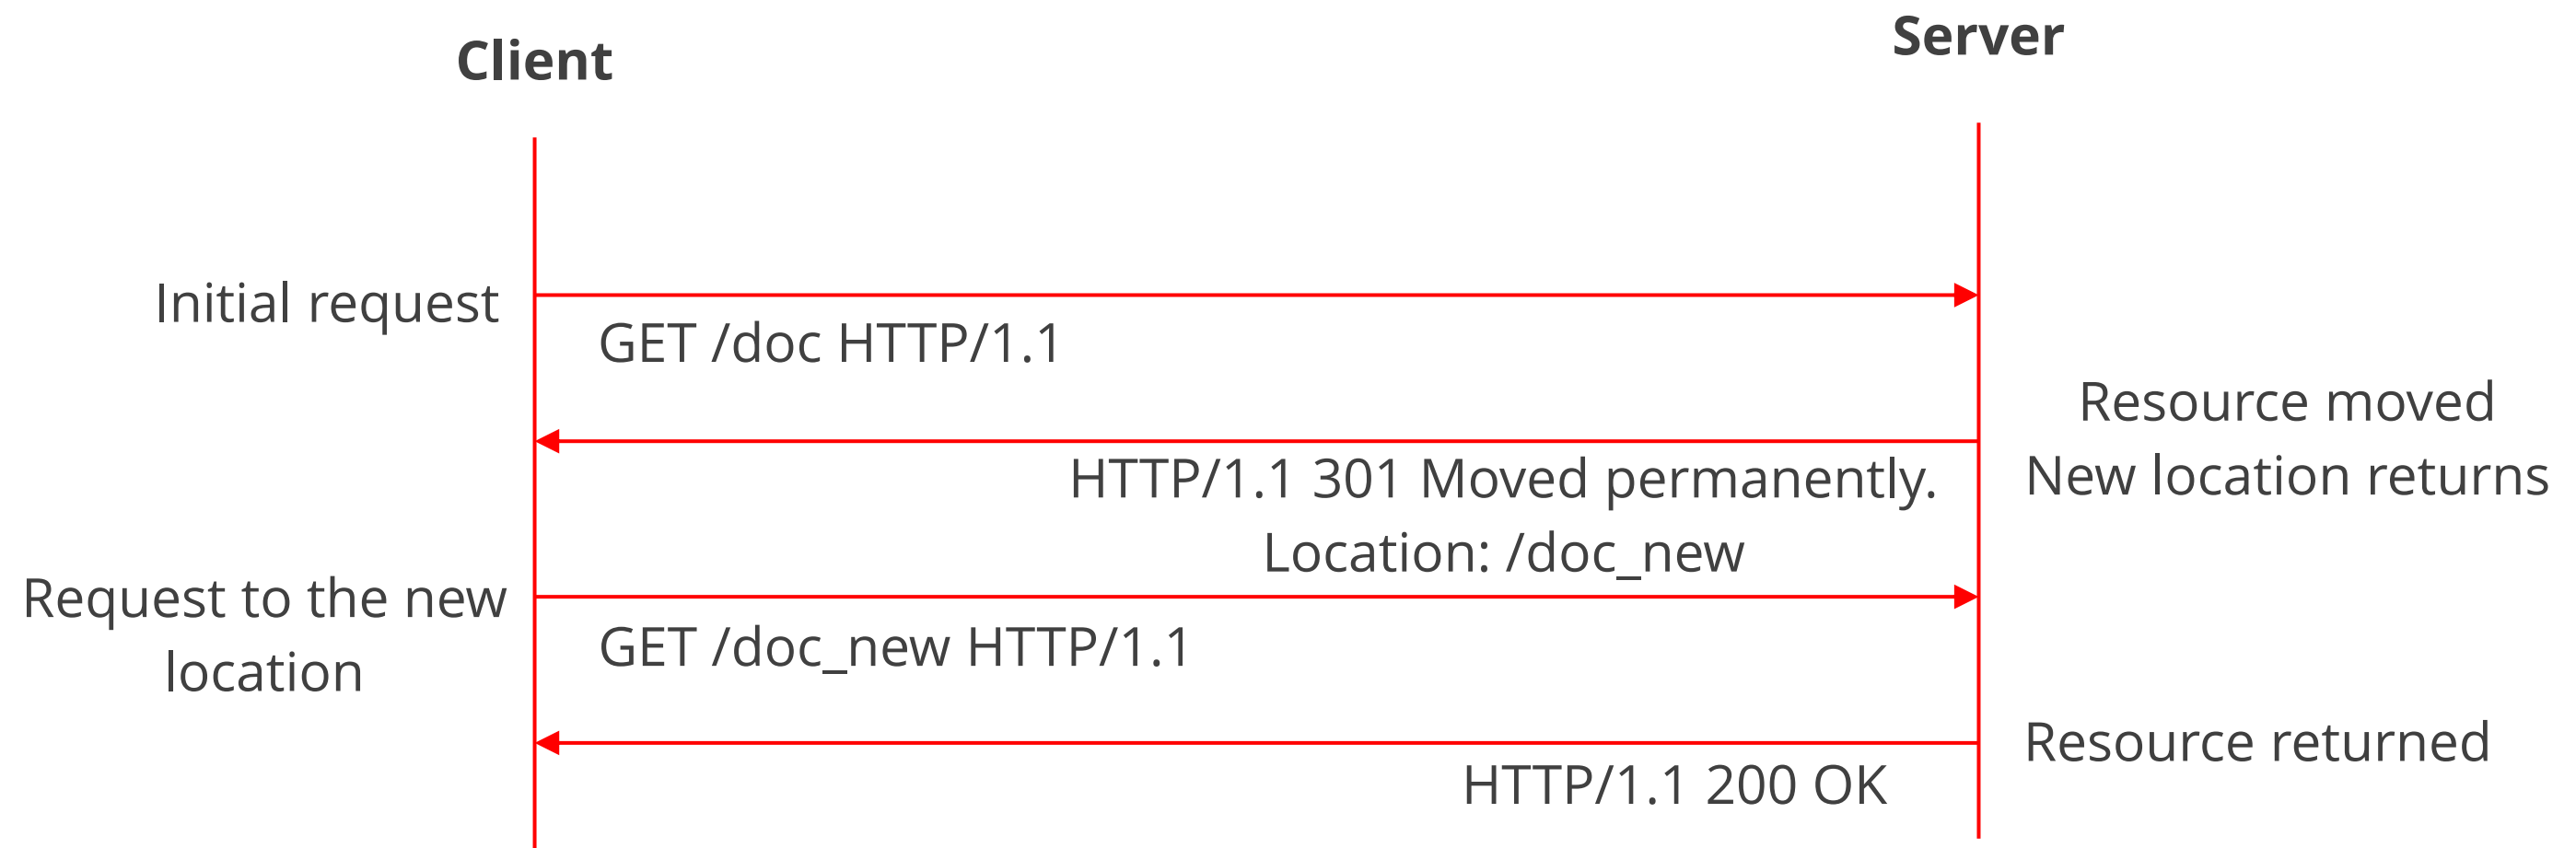 Client
Server
Initial request
GET /doc HTTP/1.1
Resource moved
New location returns
HTTP/1.1 301 Moved permanently.
Location: /doc_new
Request to the new
location
GET /doc_new HTTP/1.1
Resource returned
HTTP/1.1 200 OK